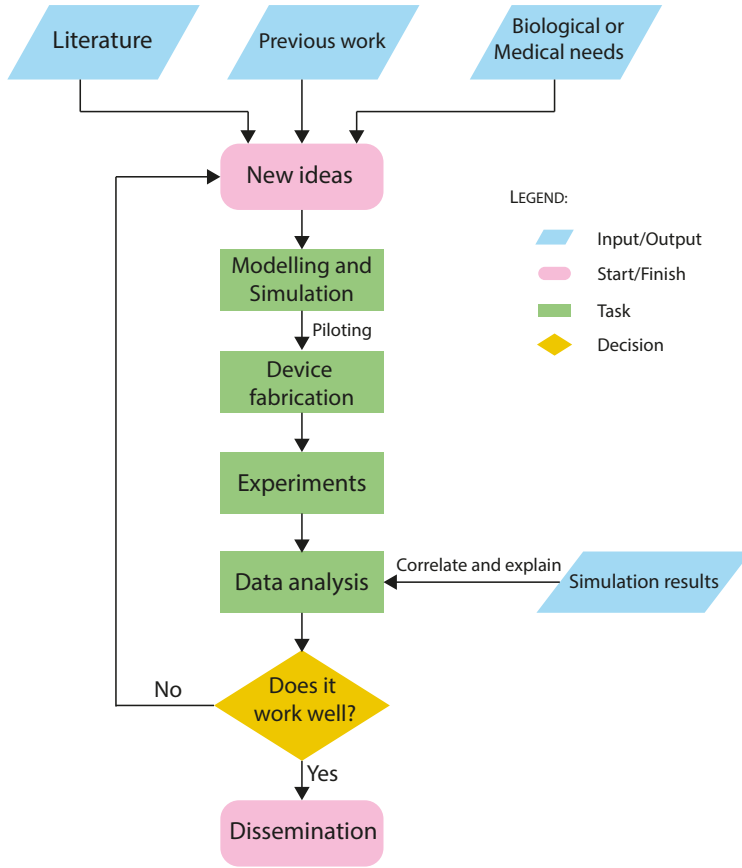 Literature
Previous work
Biological or
Medical needs
New ideas
LEGEND:
Input/Output
Start/Finish
Task
Decision
Modelling and
Simulation
Piloting
Device
fabrication
Experiments
Data analysis
Correlate and explain
Simulation results
Does it
work well?
No
Yes
Dissemination